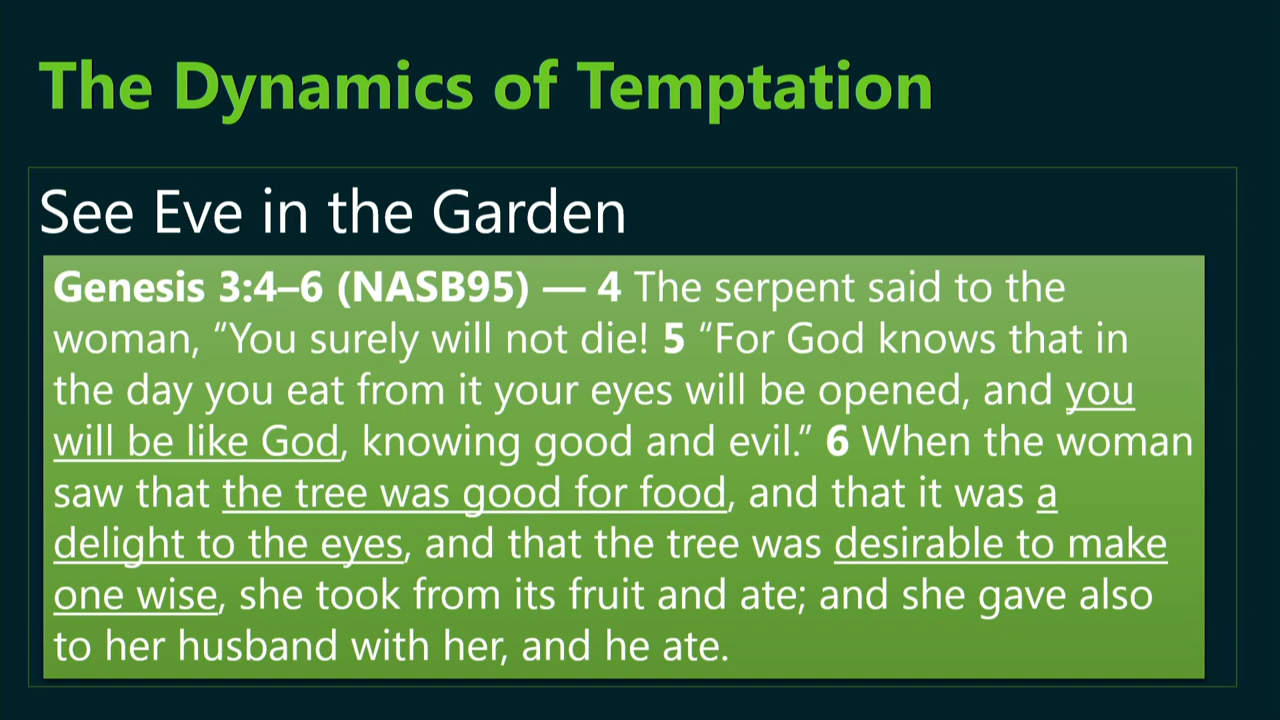 The Dynamics of Temptation
See Eve in the Garden
Genesis 3:4–6 (NASB95) — 4 The serpent said to the
woman, “You surely will not die! 5 “For God knows that in
the day you eat from it your eyes will be opened, and you
will be like God, knowing good and evil.” 6 When the woman
saw that the tree was good for food, and that it was a
delight to the eyes, and that the tree was desirable to make
one wise, she took from its fruit and ate; and she gave also
to her husband with her, and he ate.